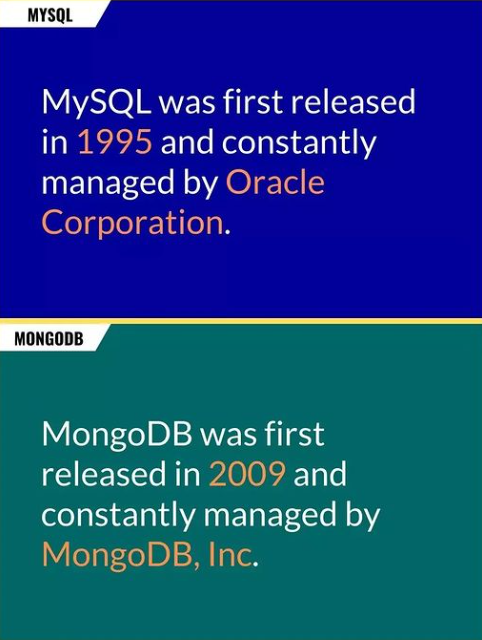 MYSQL
MySQL was first released
in 1995 and constantly
managed by Oracle
Corporation.
MONGODB
MongoDB was first
released in 2009 and
constantly managed by
MongoDB, Inc.